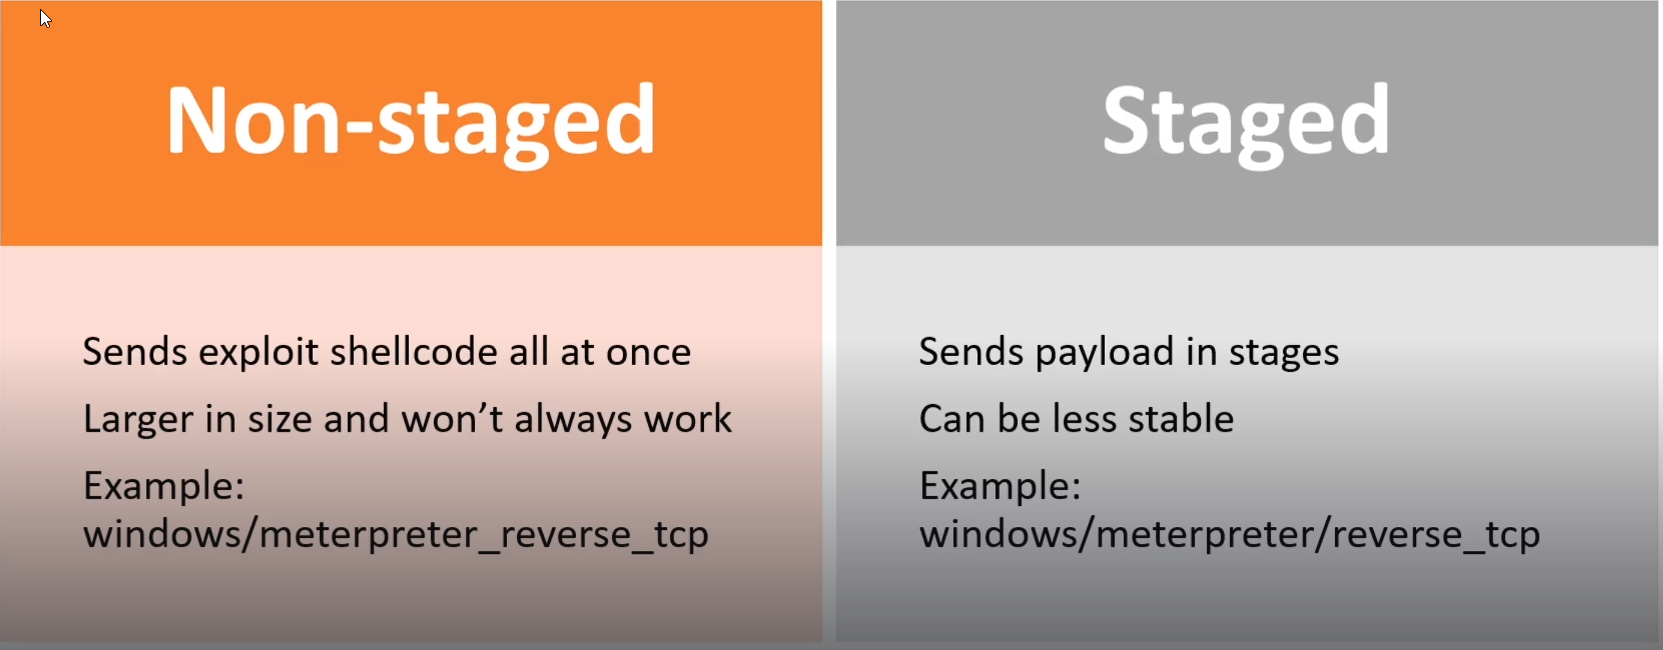 Non-staged
Sends exploit shellcode all at once
Larger in size and won’t always work
Example:
windows/meterpreter_reverse_tcp
Staged
Sends payload in stages
Can be less stable
Example:
windows/meterpreter/reverse_tcp